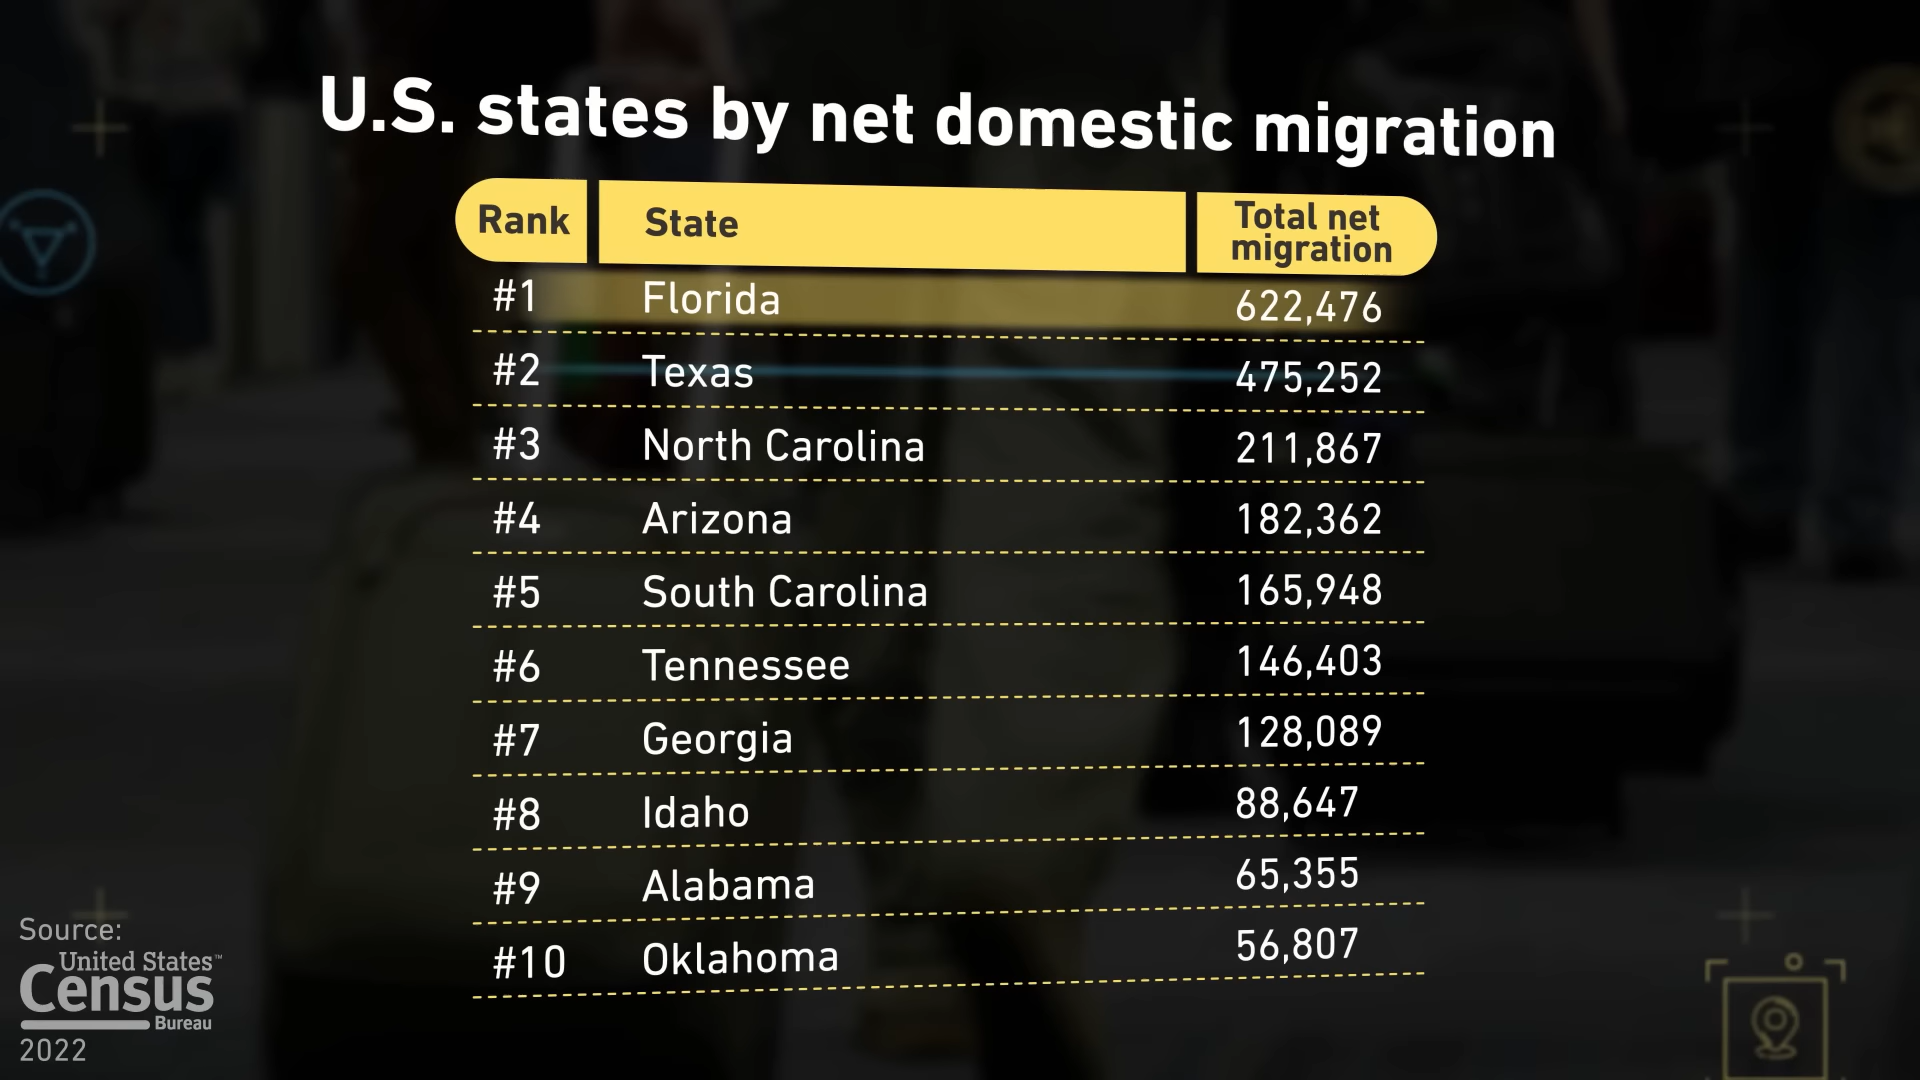 U.S. states by net domestic migration
Rank State Total net migration
#1 Florida 622,476
#2 Texas 475,252
#3 North Carolina 211,867
#4 Arizona 182,362
#5 South Carolina 165,948
#6 Tennessee 146,403
#7 Georgia 128,089
#8 Idaho 88,647
#9 Alabama 65,355
#10 Oklahoma 56,807
Source:
United States™
Census
Bureau
2022